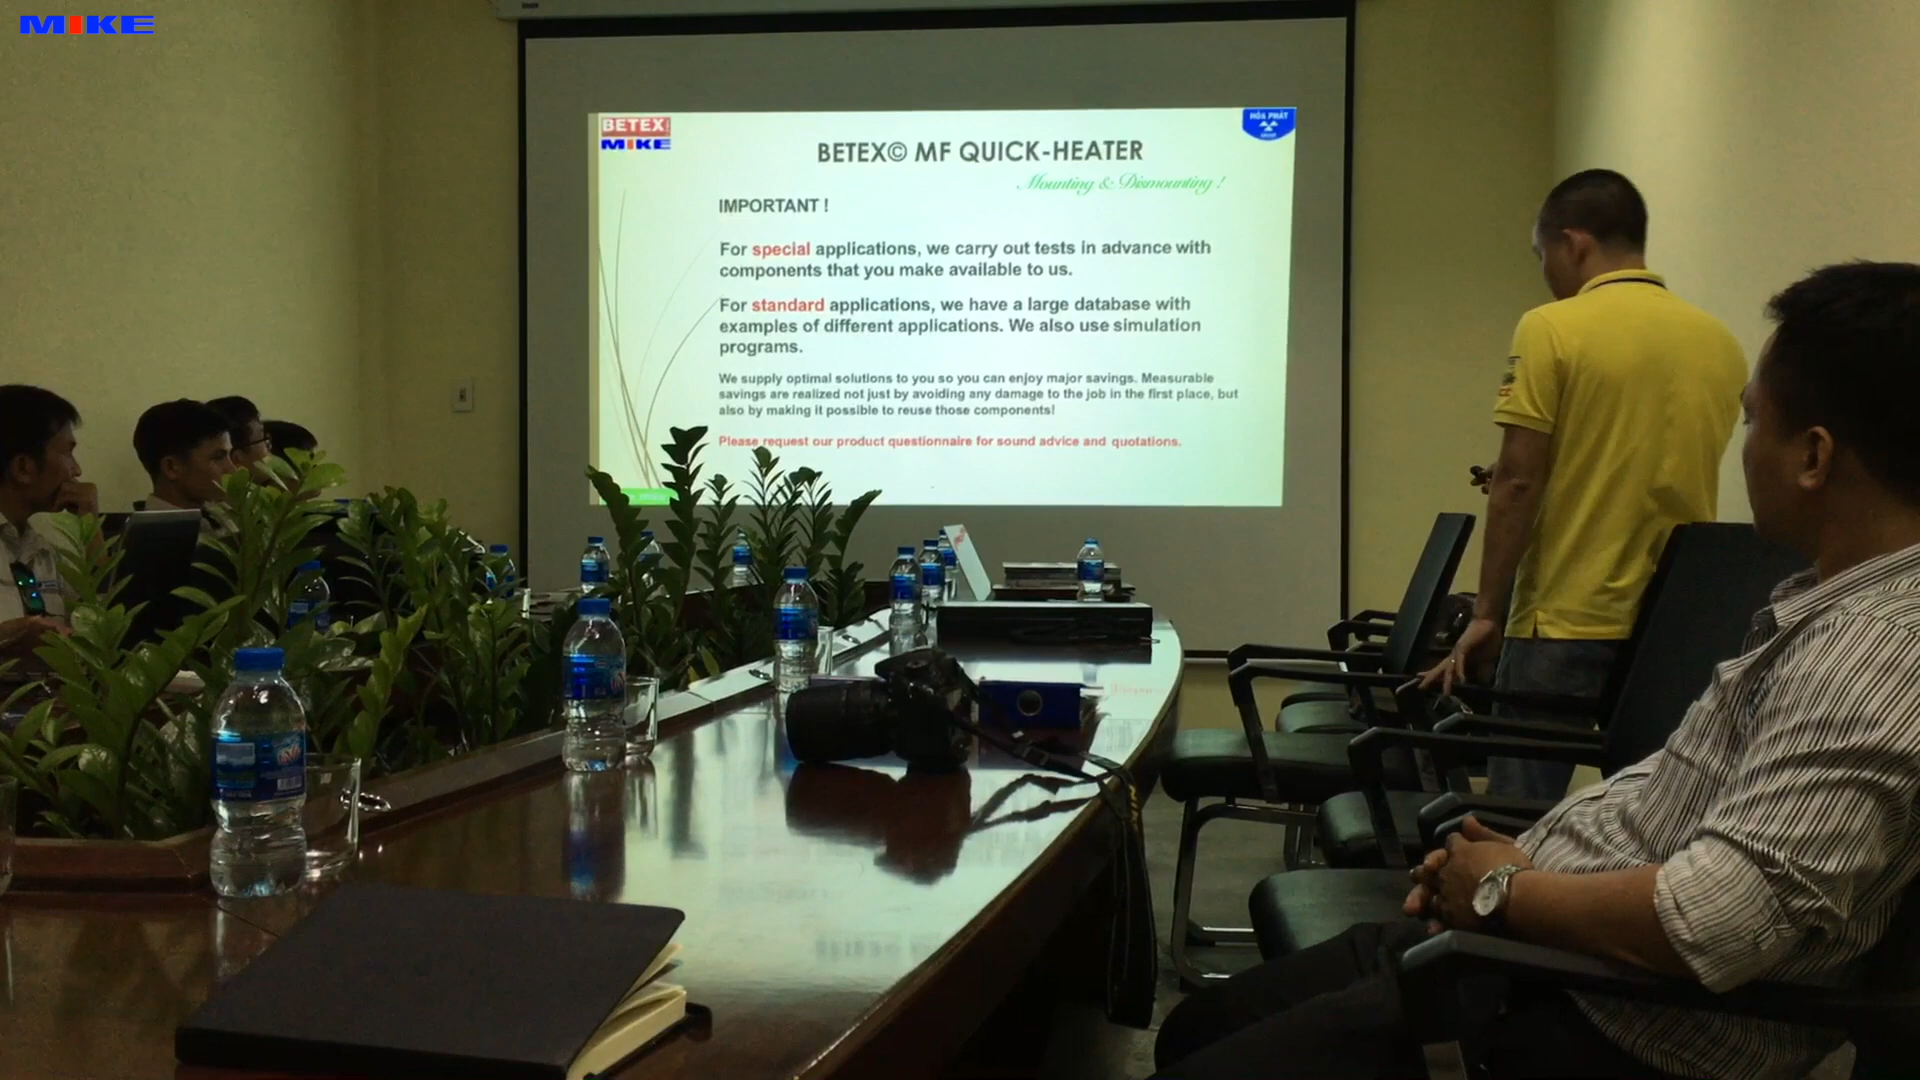 MIKE
BETEX
MIKE
HÒA PHÁT
BETEX© MF QUICK-HEATER
Mounting & Dismounting !
IMPORTANT !
For special applications, we carry out tests in advance with
components that you make available to us.
For standard applications, we have a large database with
examples of different applications. We also use simulation
programs.
We supply optimal solutions to you so you can enjoy major savings. Measurable
savings are realized not just by avoiding any damage to the job in the first place, but
also by making it possible to reuse those components!
Please request our product questionnaire for sound advice and quotations.